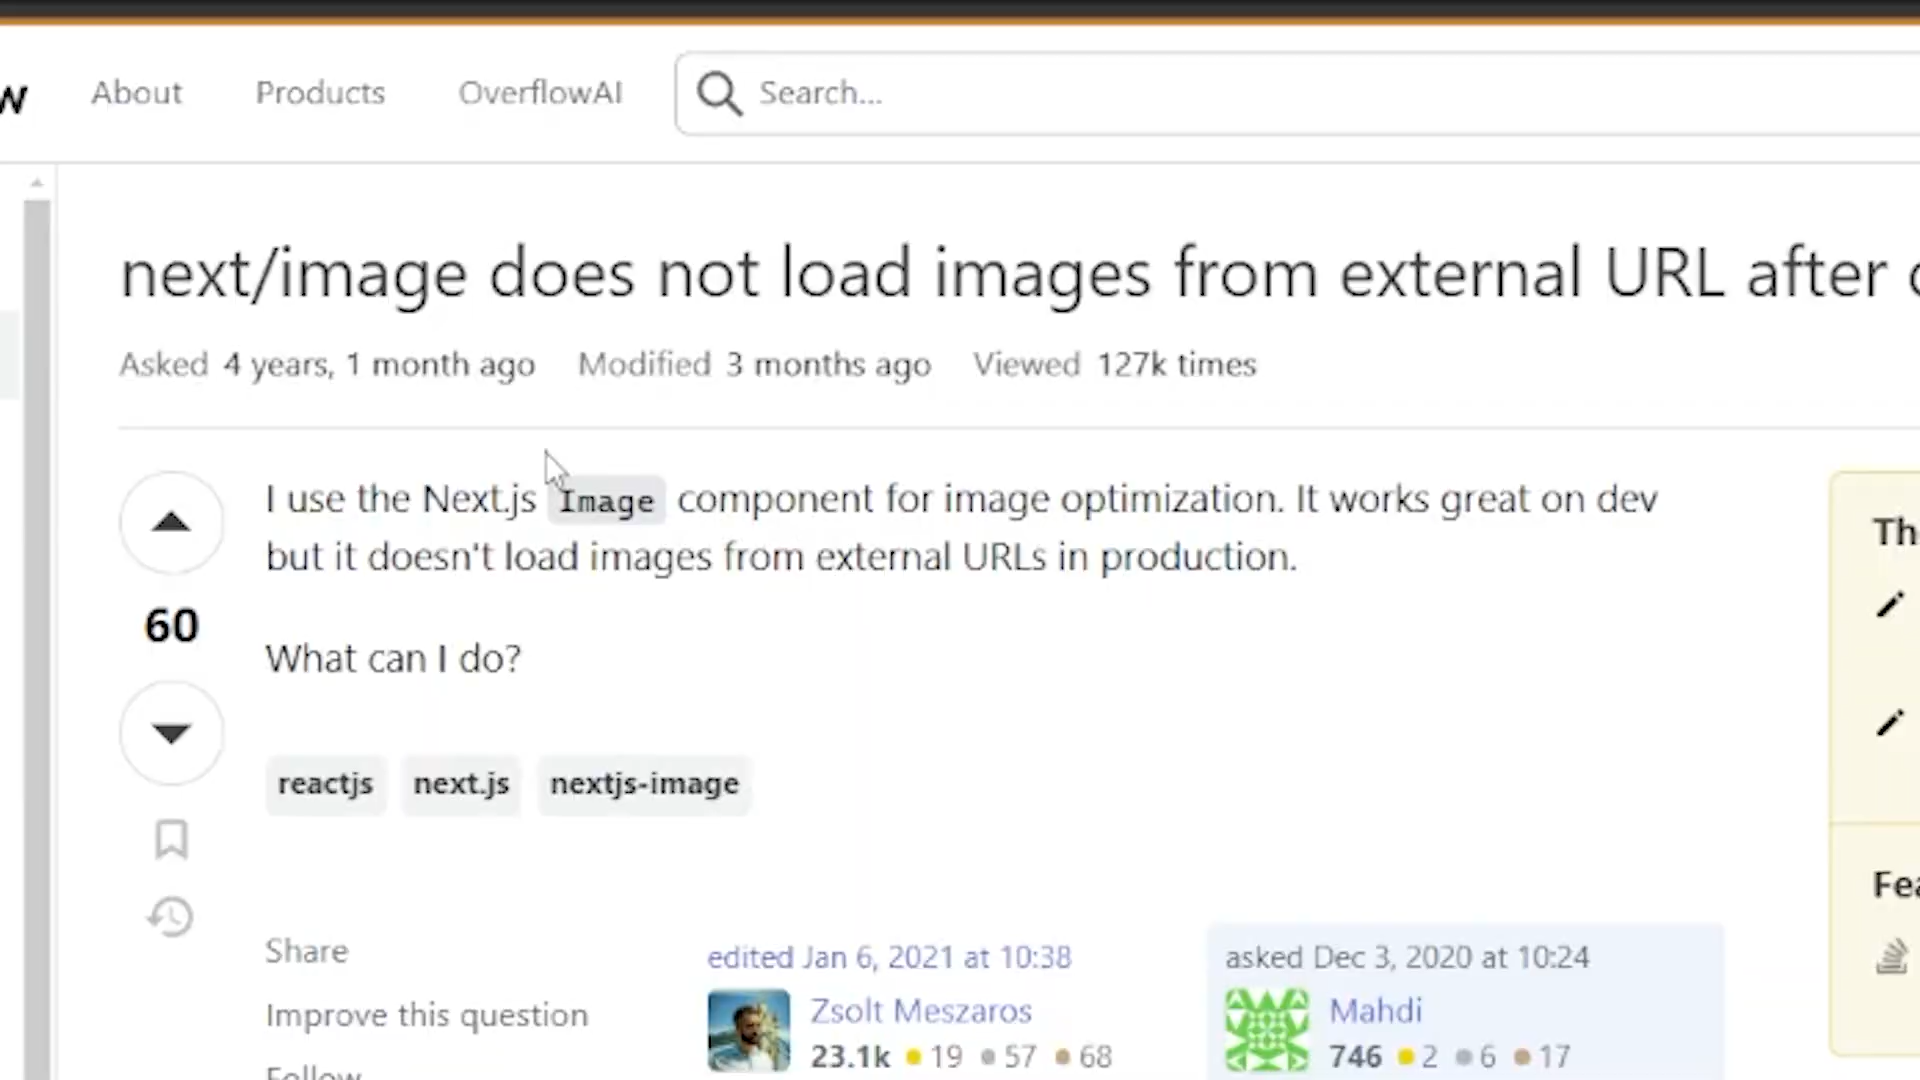 w About Products OverflowAI Search...
next/image does not load images from external URL after
Asked 4 years, 1 month ago Modified 3 months ago Viewed 127k times
I use the Next.js Image component for image optimization. It works great on dev
but it doesn't load images from external URLs in production.
60
What can I do?
reactjs next.js nextjs-image
Th
Fea
Share
edited Jan 6, 2021 at 10:38
asked Dec 3, 2020 at 10:24
Improve this question
Zsolt Meszaros
23.1k 19 57 68
Mahdi
746 2 6 17
Follow